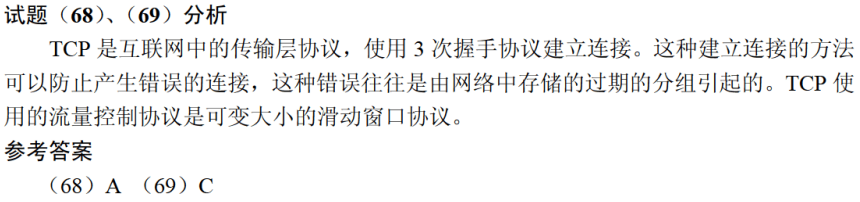 试题（68）、（69）分析
TCP 是互联网中的传输层协议，使用 3 次握手协议建立连接。这种建立连接的方法
可以防止产生错误的连接，这种错误往往是由网络中存储的过期的分组引起的。TCP 使
用的流量控制协议是可变大小的滑动窗口协议。
参考答案
（68）A （69）C